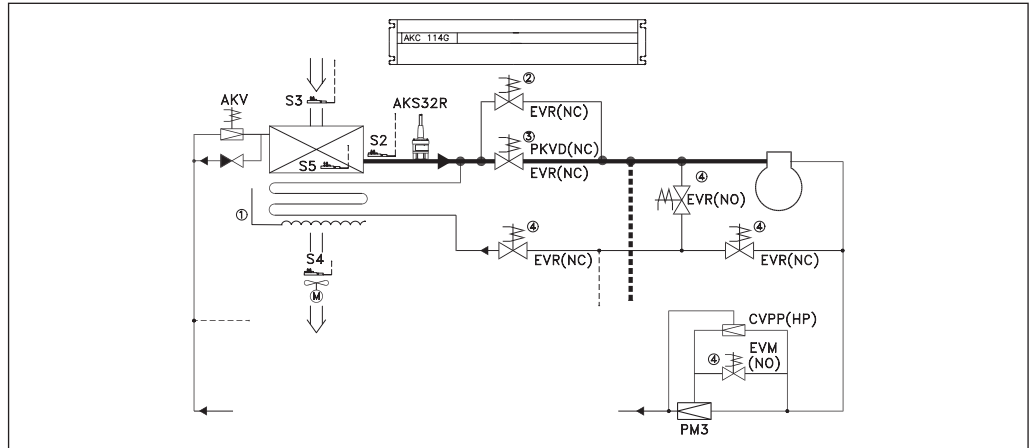 AKC 114G
②
AKV
S3
AKS32R
EVR(NC)
S2
③
PKVD(NC)
S5
EVR(NC)
④
EVR(NO)
①
④
④
S4
EVR(NC)
EVR(NC)
M
CVPP(HP)
④
EVM
(NO)
PM3